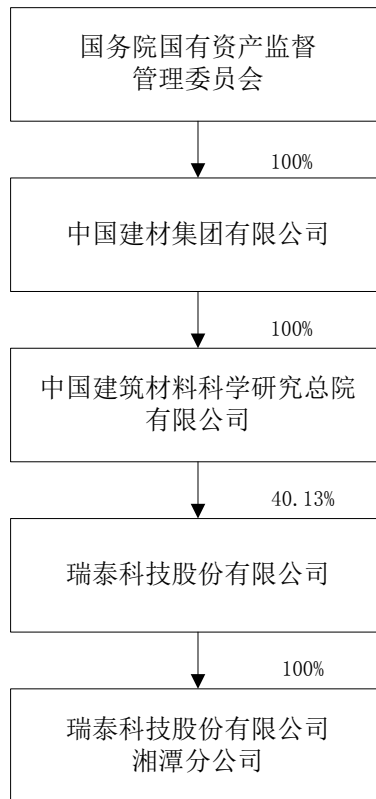 国务院国有资产监督
管理委员会
100%
中国建材集团有限公司
100%
中国建筑材料科学研究总院
有限公司
40.13%
瑞泰科技股份有限公司
100%
瑞泰科技股份有限公司
湘潭分公司